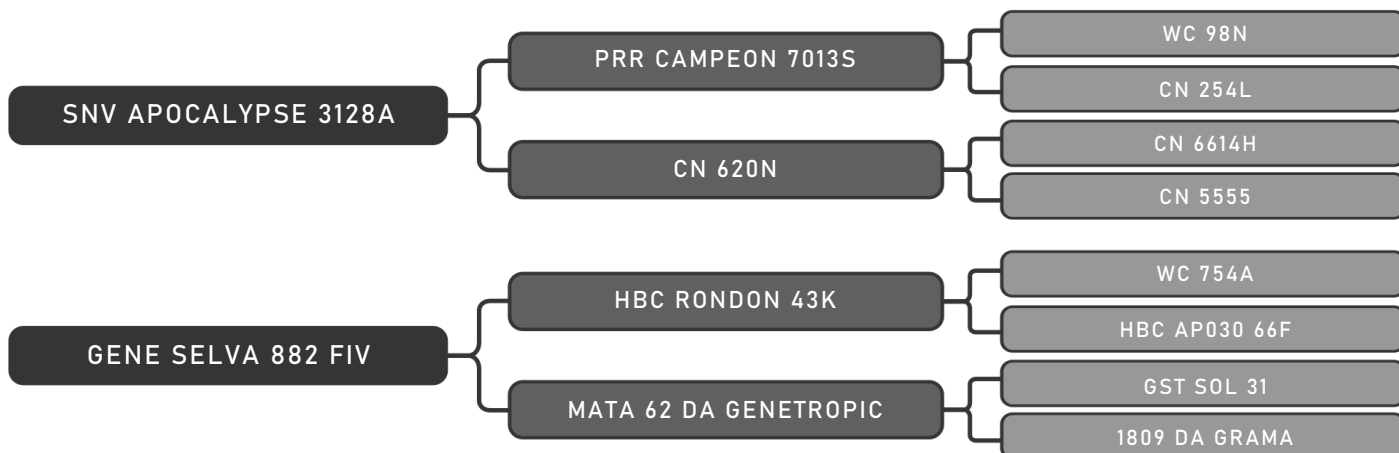 SNV APOCALYPSE 3128A
PRR CAMPEON 7013S
WC 98N
CN 254L
CN 620N
CN 6614H
CN 5555
GENE SELVA 882 FIV
HBC RONDON 43K
WC 754A
HBC AP030 66F
MATA 62 DA GENETROPIC
GST SOL 31
1809 DA GRAMA